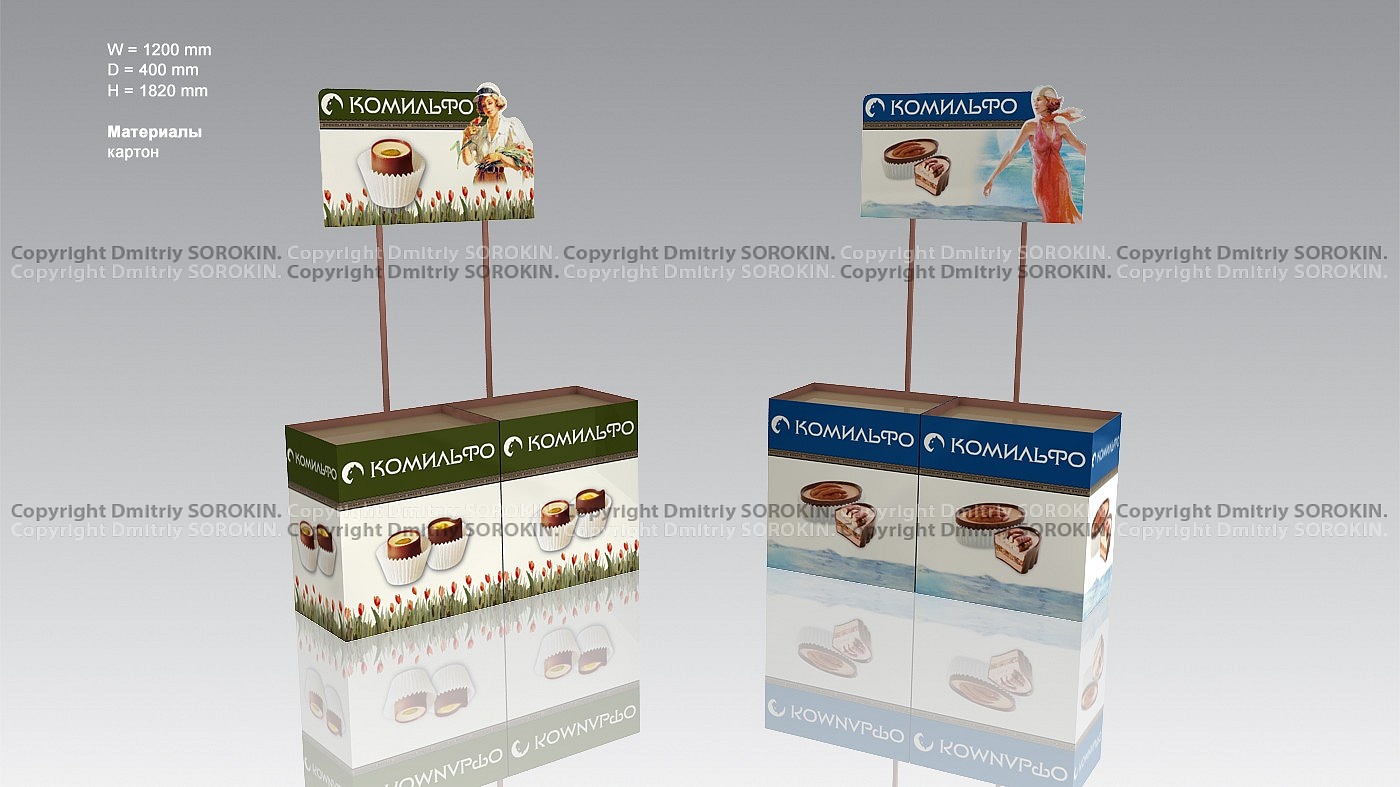 W = 1200 mm
D = 400 mm
H = 1820 mm
Материалы
картон
КОМИЛЬФО
КОМИЛЬФО
Copyright Dmitriy SOROKIN. Copyright Dmitriy SOROKIN. Copyright Dmitriy SOROKIN. Copyright Dmitriy SOROKIN. Copyright Dmitriy SOROKIN.
Copyright Dmitriy SOROKIN. Copyright Dmitriy SOROKIN. Copyright Dmitriy SOROKIN. Copyright Dmitriy SOROKIN. Copyright Dmitriy SOROKIN.
КОМИЛЬФО
КОМИЛЬФО
КОМИЛЬФО
КОМИЛЬФО
КОМИЛЬФО
КОМИЛЬФО
Copyright Dmitriy SOROKIN. Copyright Dmitriy SOROKIN. Copyright Dmitriy SOROKIN. Copyright Dmitriy SOROKIN. Copyright Dmitriy SOROKIN.
Copyright Dmitriy SOROKIN. Copyright Dmitriy SOROKIN. Copyright Dmitriy SOROKIN. Copyright Dmitriy SOROKIN. Copyright Dmitriy SOROKIN.